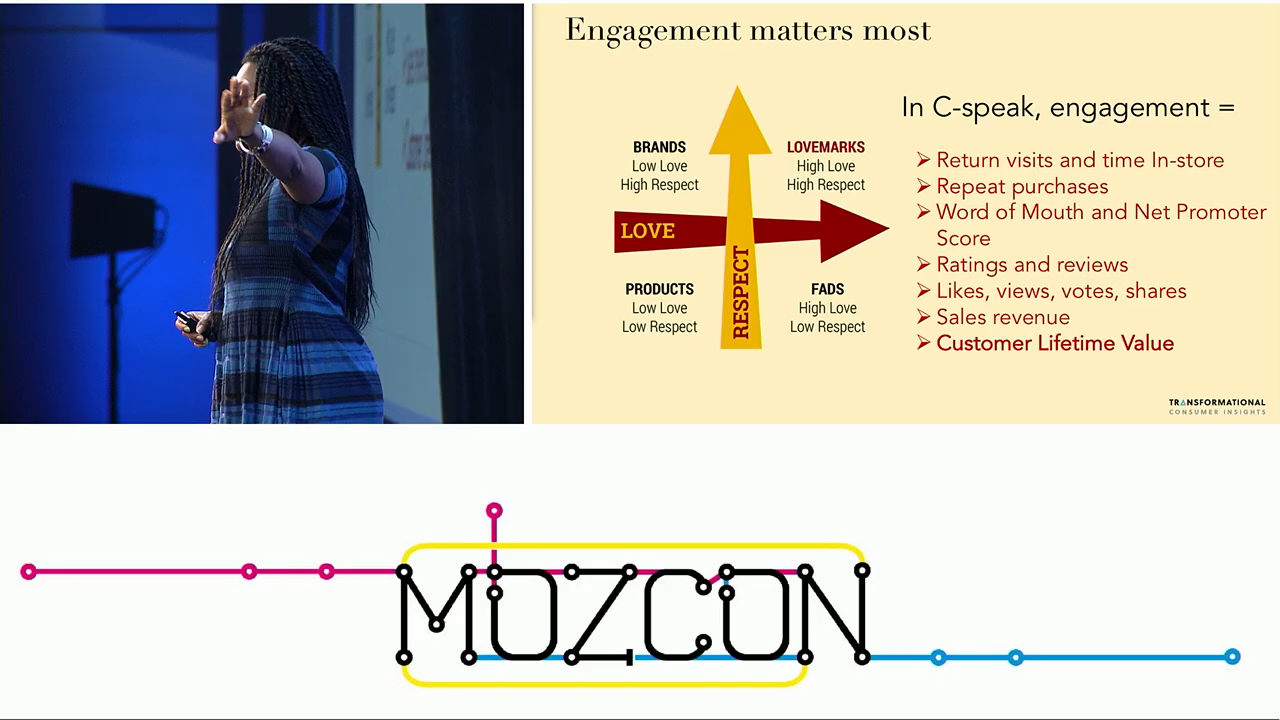 Engagement matters most
BRANDS
Low Love
High Respect
LOVEMARKS
High Love
High Respect
LOVE
RESPECT
PRODUCTS
Low Love
Low Respect
FADS
High Love
Low Respect
In C-speak, engagement =
➢ Return visits and time In-store
➢ Repeat purchases
➢ Word of Mouth and Net Promoter
Score
➢ Ratings and reviews
➢ Likes, views, votes, shares
➢ Sales revenue
➢ Customer Lifetime Value
TRANSFORMATIONAL
CONSUMER INSIGHTS
MOZCON